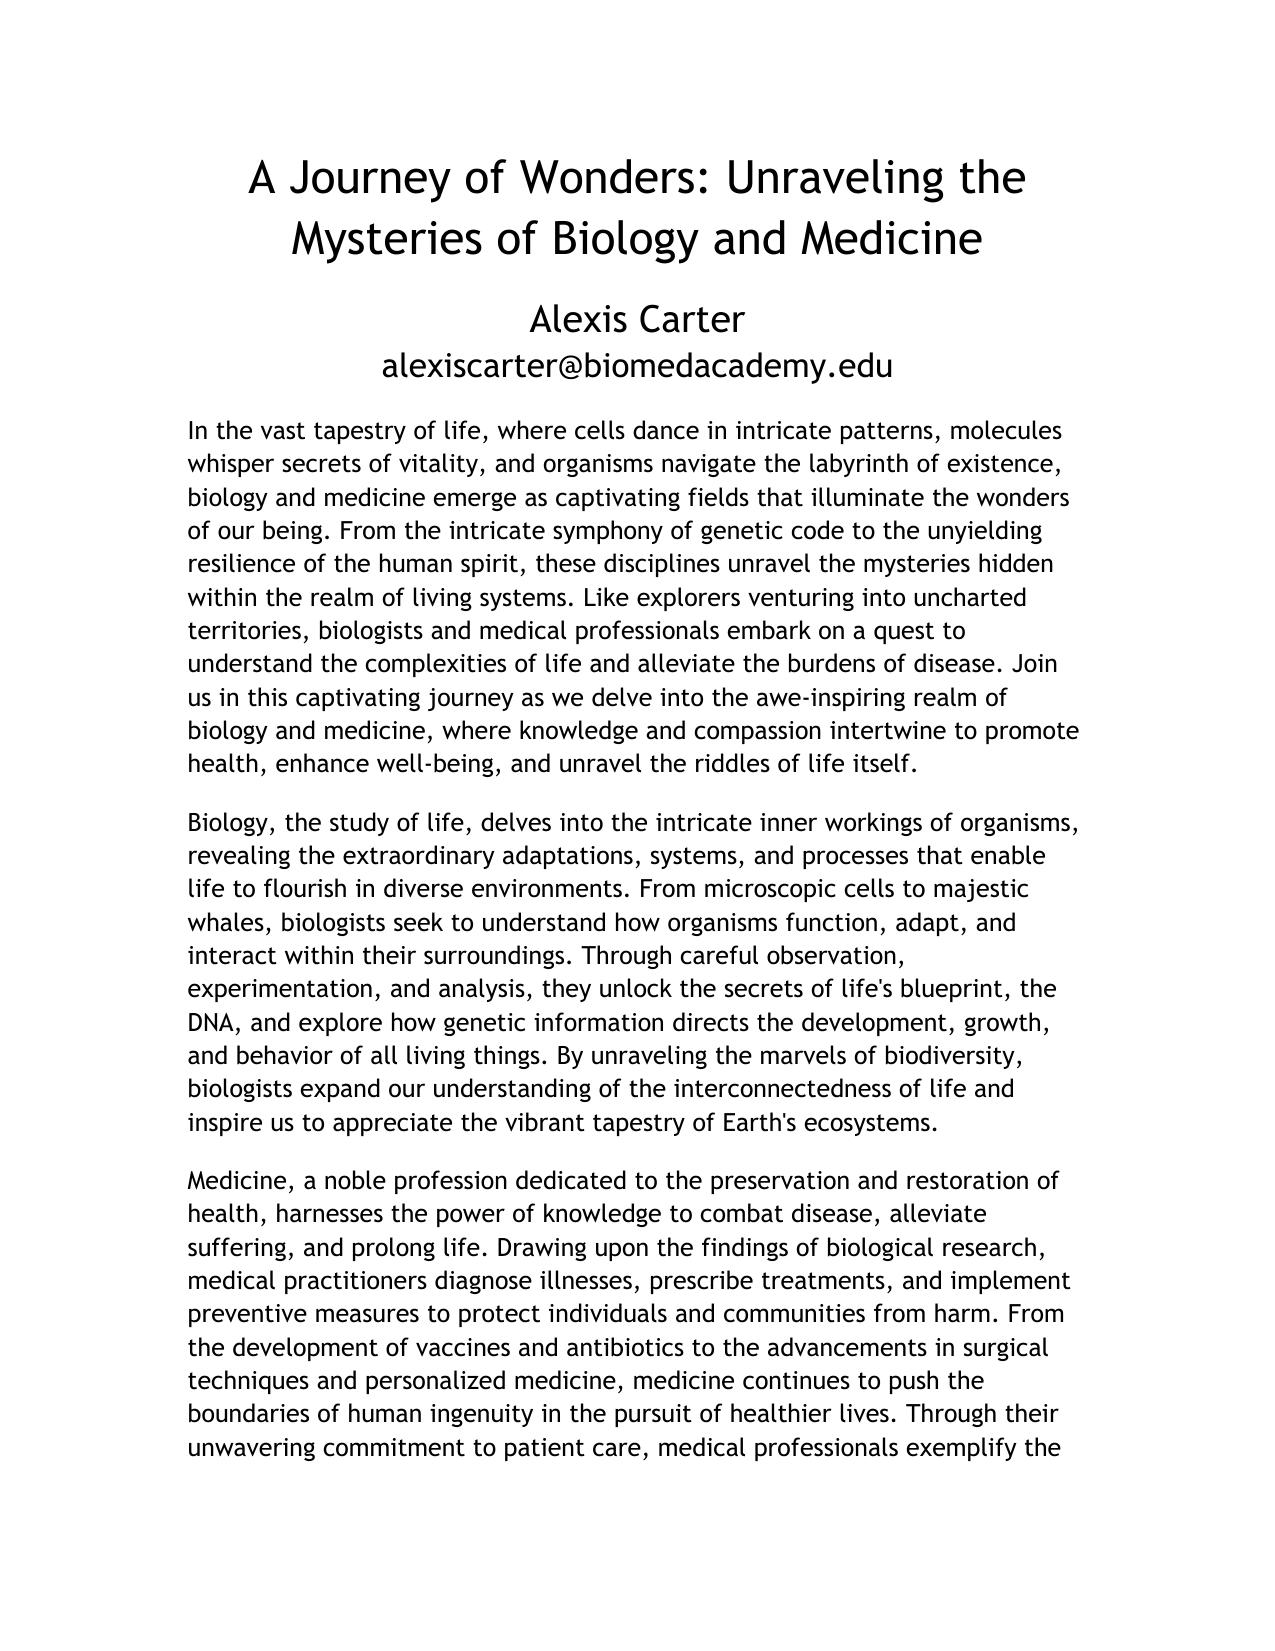 A Journey of Wonders: Unraveling the
Mysteries of Biology and Medicine
Alexis Carter
alexiscarter@biomedacademy.edu
In the vast tapestry of life, where cells dance in intricate patterns, molecules
whisper secrets of vitality, and organisms navigate the labyrinth of existence,
biology and medicine emerge as captivating fields that illuminate the wonders
of our being. From the intricate symphony of genetic code to the unyielding
resilience of the human spirit, these disciplines unravel the mysteries hidden
within the realm of living systems. Like explorers venturing into uncharted
territories, biologists and medical professionals embark on a quest to
understand the complexities of life and alleviate the burdens of disease. Join
us in this captivating journey as we delve into the awe-inspiring realm of
biology and medicine, where knowledge and compassion intertwine to promote
health, enhance well-being, and unravel the riddles of life itself.
Biology, the study of life, delves into the intricate inner workings of organisms,
revealing the extraordinary adaptations, systems, and processes that enable
life to flourish in diverse environments. From microscopic cells to majestic
whales, biologists seek to understand how organisms function, adapt, and
interact within their surroundings. Through careful observation,
experimentation, and analysis, they unlock the secrets of life's blueprint, the
DNA, and explore how genetic information directs the development, growth,
and behavior of all living things. By unraveling the marvels of biodiversity,
biologists expand our understanding of the interconnectedness of life and
inspire us to appreciate the vibrant tapestry of Earth's ecosystems.
Medicine, a noble profession dedicated to the preservation and restoration of
health, harnesses the power of knowledge to combat disease, alleviate
suffering, and prolong life. Drawing upon the findings of biological research,
medical practitioners diagnose illnesses, prescribe treatments, and implement
preventive measures to protect individuals and communities from harm. From
the development of vaccines and antibiotics to the advancements in surgical
techniques and personalized medicine, medicine continues to push the
boundaries of human ingenuity in the pursuit of healthier lives. Through their
unwavering commitment to patient care, medical professionals exemplify the